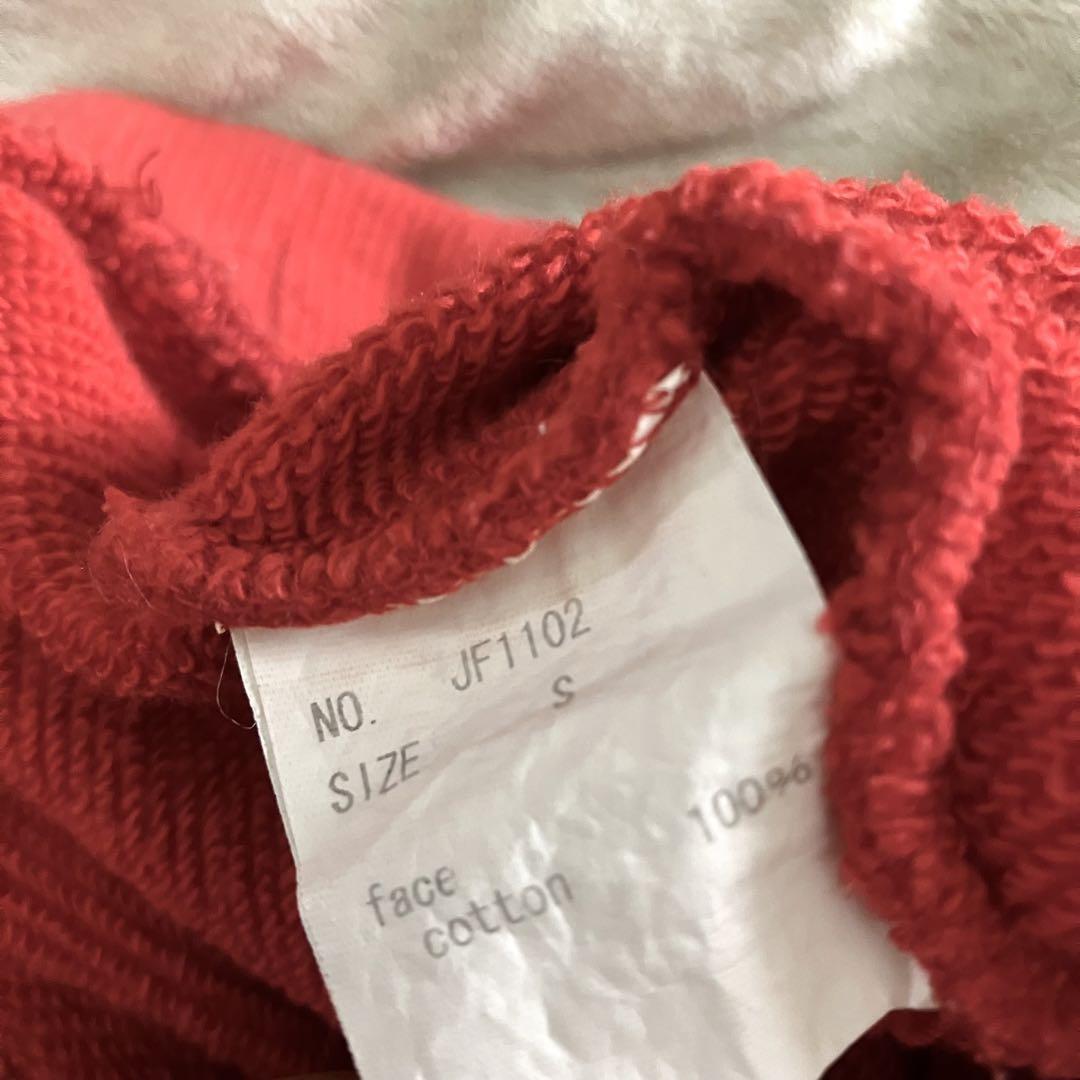 NO. JF1102
SIZE S
face
cotton 100%